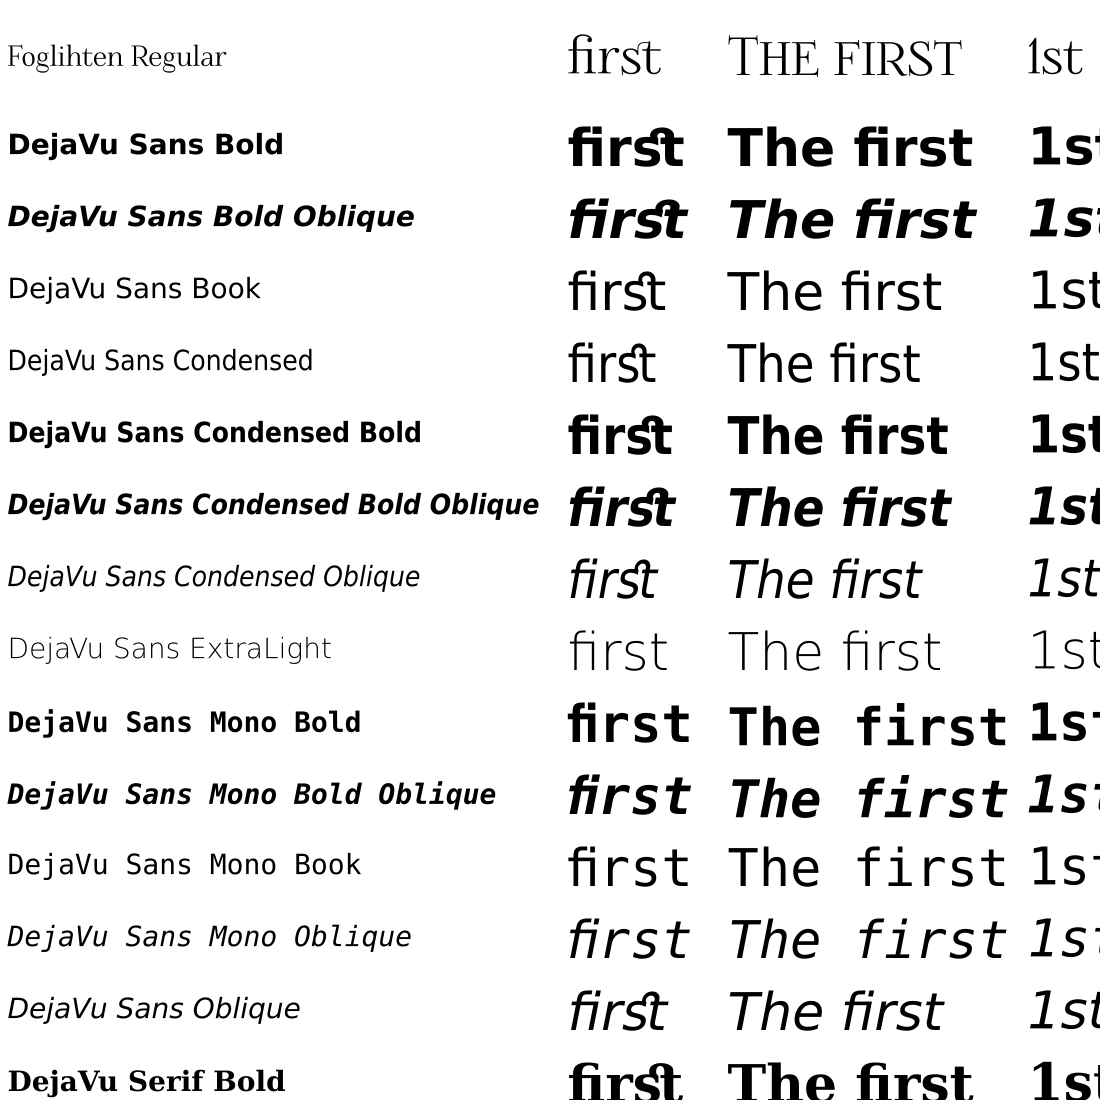 Foglihten Regular first THE FIRST 1st
DejaVu Sans Bold first The first 1st
DejaVu Sans Bold Oblique first The first 1st
DejaVu Sans Book first The first 1st
DejaVu Sans Condensed first The first 1st
DejaVu Sans Condensed Bold first The first 1st
DejaVu Sans Condensed Bold Oblique first The first 1st
DejaVu Sans Condensed Oblique first The first 1st
DejaVu Sans ExtraLight first The first 1st
DejaVu Sans Mono Bold first The first 1st
DejaVu Sans Mono Bold Oblique first The first 1st
DejaVu Sans Mono Book first The first 1st
DejaVu Sans Mono Oblique first The first 1st
DejaVu Sans Oblique first The first 1st
DejaVu Serif Bold first The first 1st